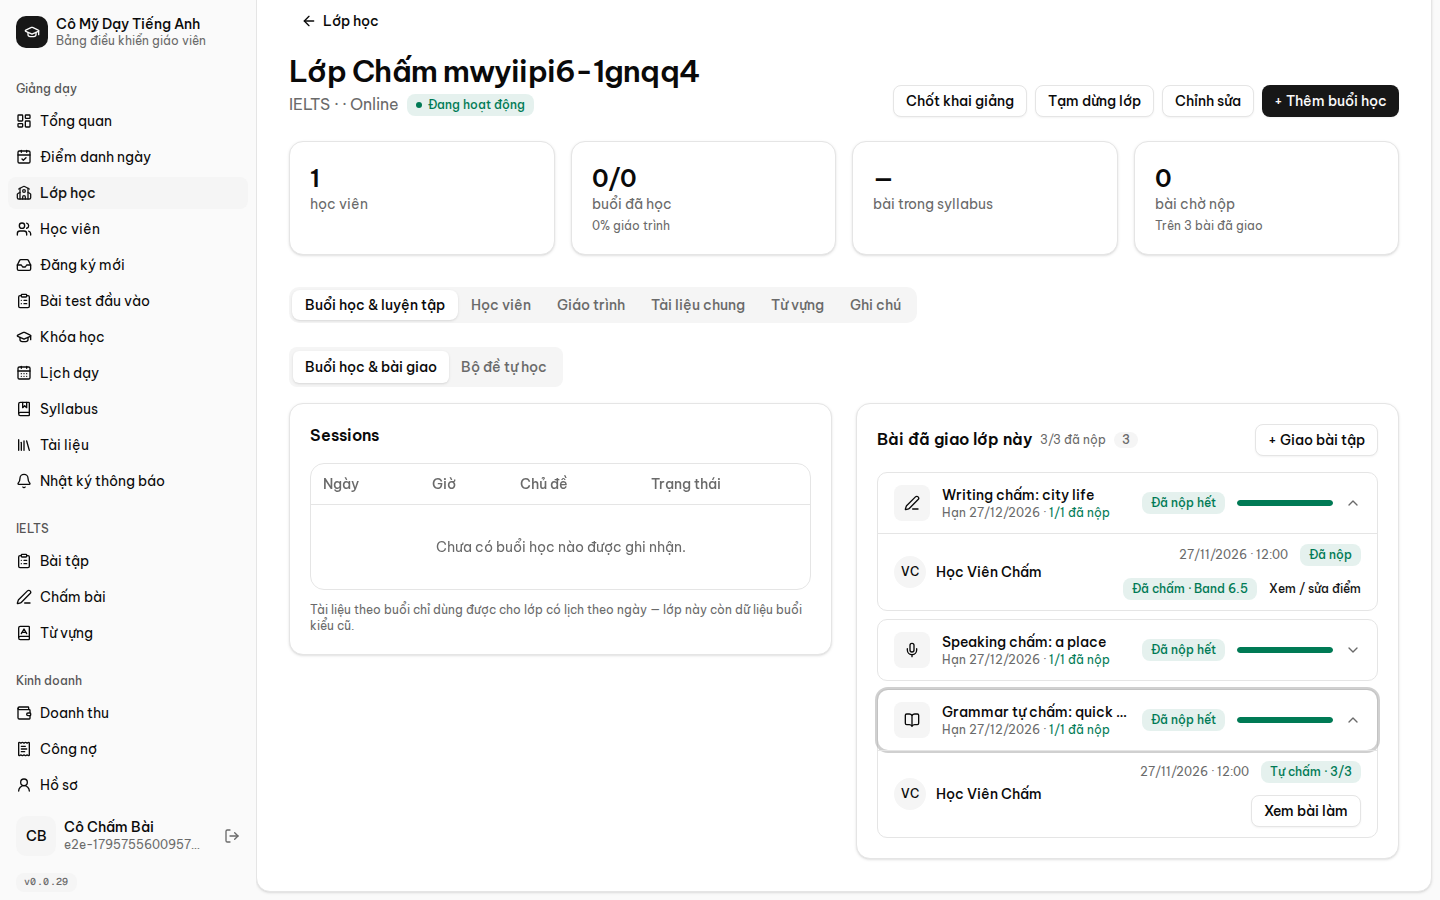 Cô Mỹ Dạy Tiếng Anh
Bảng điều khiển giáo viên
Giảng dạy
Tổng quan
Điểm danh ngày
Lớp học
Học viên
Đăng ký mới
Bài test đầu vào
Khóa học
Lịch dạy
Syllabus
Tài liệu
Nhật ký thông báo
IELTS
Bài tập
Chấm bài
Từ vựng
Kinh doanh
Doanh thu
Công nợ
Hồ sơ
CB
Cô Chấm Bài
e2e-1795755600957...
v0.0.29
← Lớp học
Lớp Chấm mwyiipi6-1gnqq4
IELTS · · Online
Đang hoạt động
Chốt khai giảng
Tạm dừng lớp
Chỉnh sửa
+ Thêm buổi học
1
học viên
0/0
buổi đã học
0% giáo trình
—
bài trong syllabus
0
bài chờ nộp
Trên 3 bài đã giao
Buổi học & luyện tập
Học viên
Giáo trình
Tài liệu chung
Từ vựng
Ghi chú
Buổi học & bài giao
Bộ đề tự học
Sessions
Ngày Giờ Chủ đề Trạng thái
Chưa có buổi học nào được ghi nhận.
Tài liệu theo buổi chỉ dùng được cho lớp có lịch theo ngày — lớp này còn dữ liệu buổi
kiểu cũ.
Bài đã giao lớp này 3/3 đã nộp 3
+ Giao bài tập
Writing chấm: city life
Hạn 27/12/2026 · 1/1 đã nộp
Đã nộp hết
VC
Học Viên Chấm
27/11/2026 · 12:00 Đã nộp
Đã chấm · Band 6.5 Xem / sửa điểm
Speaking chấm: a place
Hạn 27/12/2026 · 1/1 đã nộp
Đã nộp hết
Grammar tự chấm: quick ...
Hạn 27/12/2026 · 1/1 đã nộp
Đã nộp hết
VC
Học Viên Chấm
27/11/2026 · 12:00 Tự chấm · 3/3
Xem bài làm